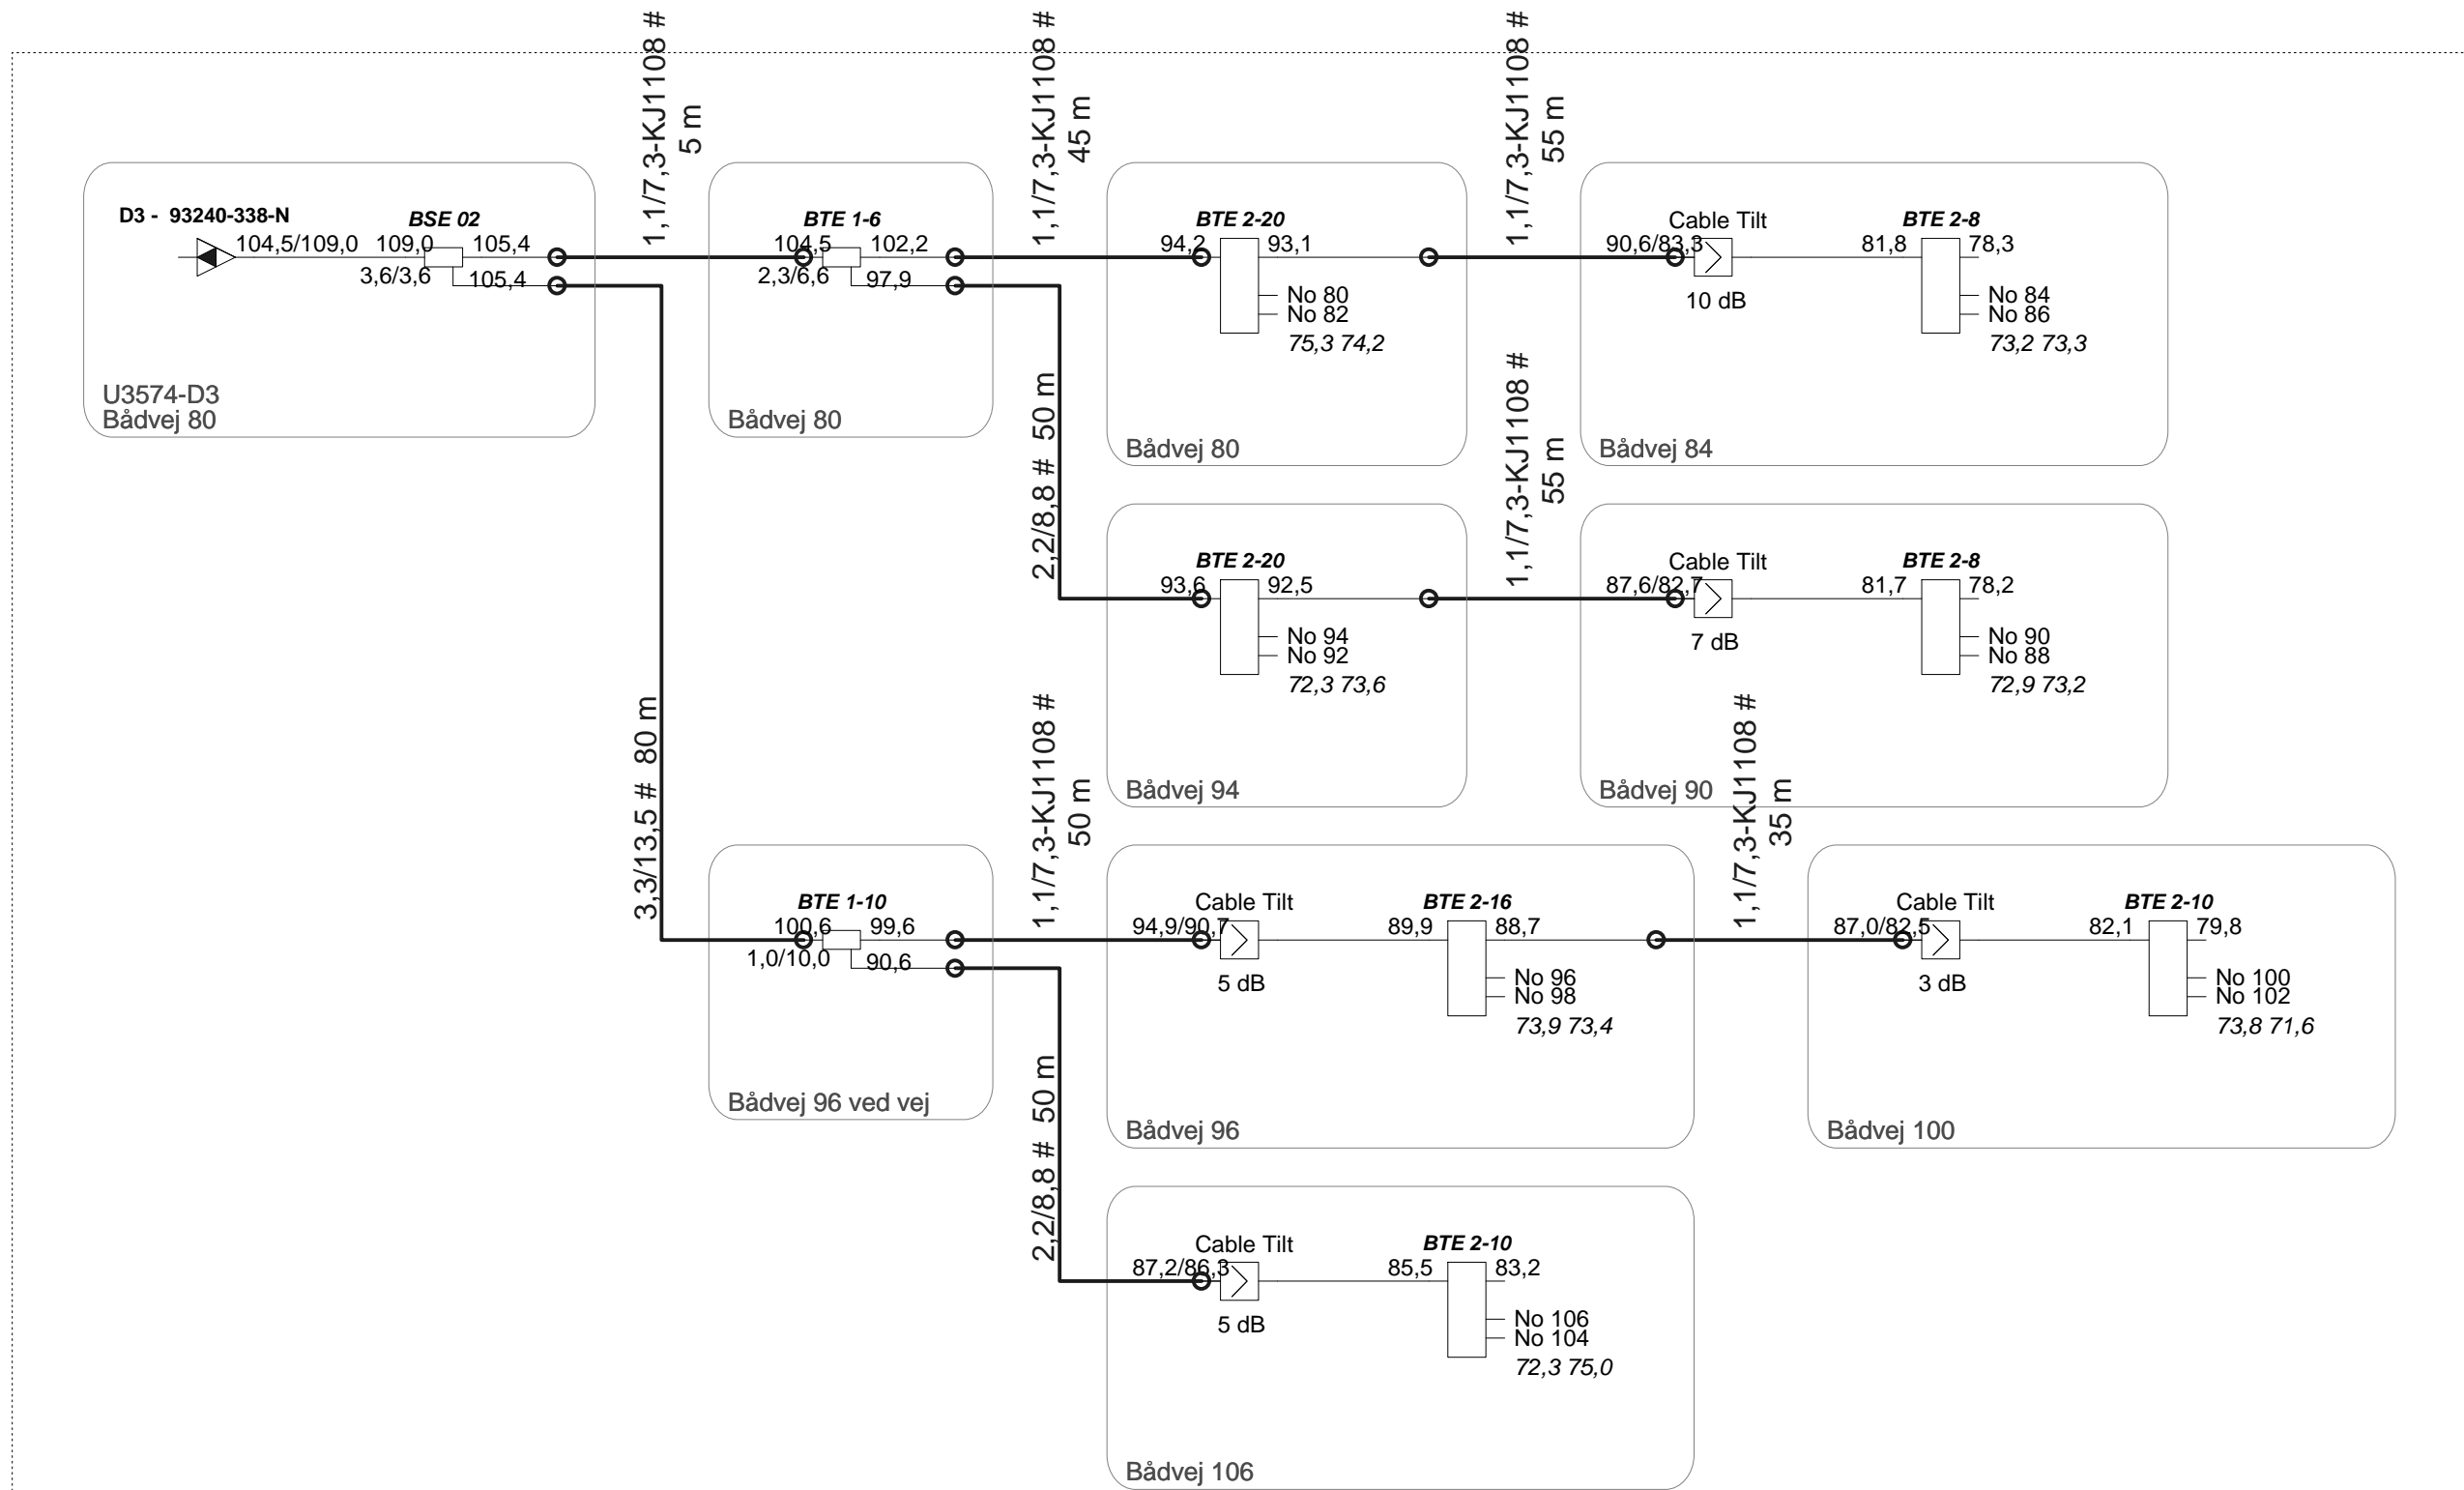 1,1/7,3-KJ1108 #
5 m
1,1/7,3-KJ1108 #
45 m
1,1/7,3-KJ1108 #
55 m
D3 - 93240-338-N
104,5/109,0
BSE 02
109,0
105,4
3,6/3,6
105,4
U3574-D3
Bådvej 80
BTE 1-6
104,5
102,2
2,3/6,6
97,9
Bådvej 80
BTE 2-20
94,2
93,1
No 80
No 82
75,3 74,2
Bådvej 80
Cable Tilt
90,6/83,3
10 dB
BTE 2-8
81,8
78,3
No 84
No 86
73,2 73,3
Bådvej 84
2,2/8,8 # 50 m
1,1/7,3-KJ1108 #
55 m
BTE 2-20
93,6
92,5
No 94
No 92
72,3 73,6
Bådvej 94
Cable Tilt
87,6/82,7
7 dB
BTE 2-8
81,7
78,2
No 90
No 88
72,9 73,2
Bådvej 90
3,3/13,5 # 80 m
1,1/7,3-KJ1108 #
50 m
1,1/7,3-KJ1108 #
35 m
BTE 1-10
100,6
99,6
1,0/10,0
90,6
Bådvej 96 ved vej
Cable Tilt
94,9/90,7
5 dB
BTE 2-16
89,9
88,7
No 96
No 98
73,9 73,4
Bådvej 96
Cable Tilt
87,0/82,5
3 dB
BTE 2-10
82,1
79,8
No 100
No 102
73,8 71,6
Bådvej 100
2,2/8,8 # 50 m
Cable Tilt
87,2/86,3
5 dB
BTE 2-10
85,5
83,2
No 106
No 104
72,3 75,0
Bådvej 106